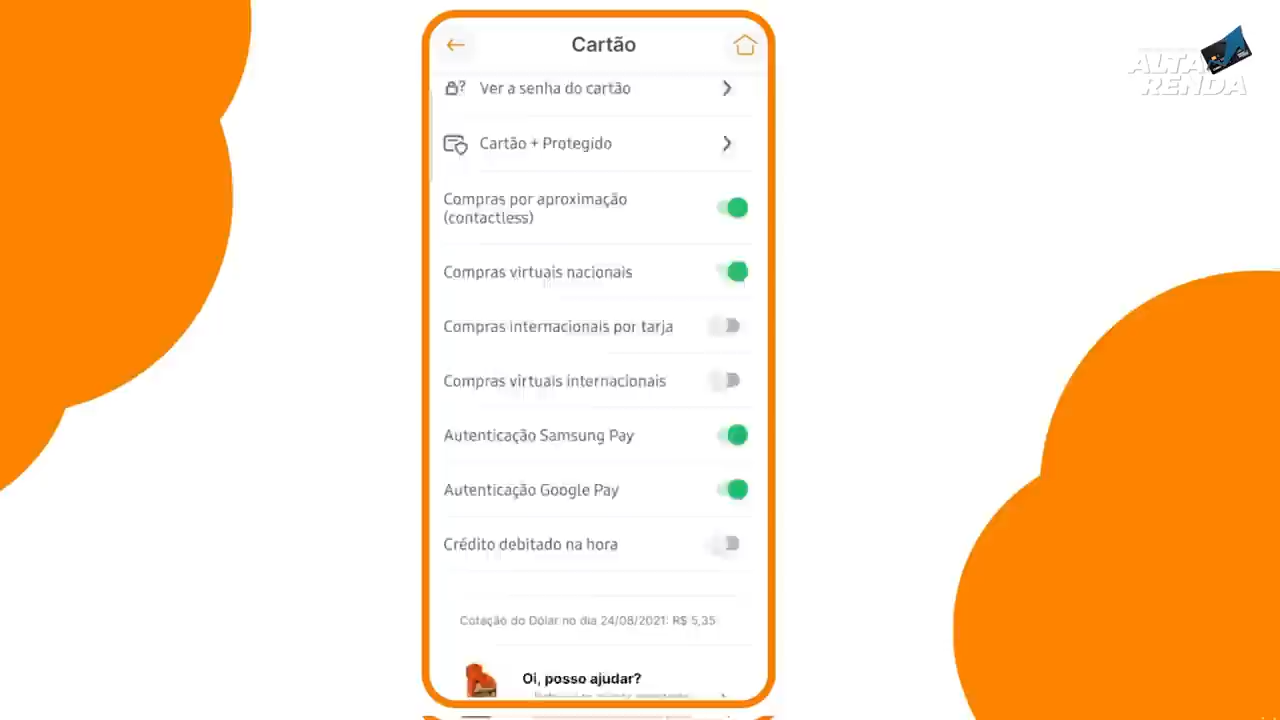 Cartão
ALTA
RENDA
Ver a senha do cartão
Cartão + Protegido
Compras por aproximação
(contactless)
Compras virtuais nacionais
Compras internacionais por tarja
Compras virtuais internacionais
Autenticação Samsung Pay
Autenticação Google Pay
Crédito debitado na hora
Cotação do Dólar no dia 24/08/2021: R$ 5,35
Oi, posso ajudar?